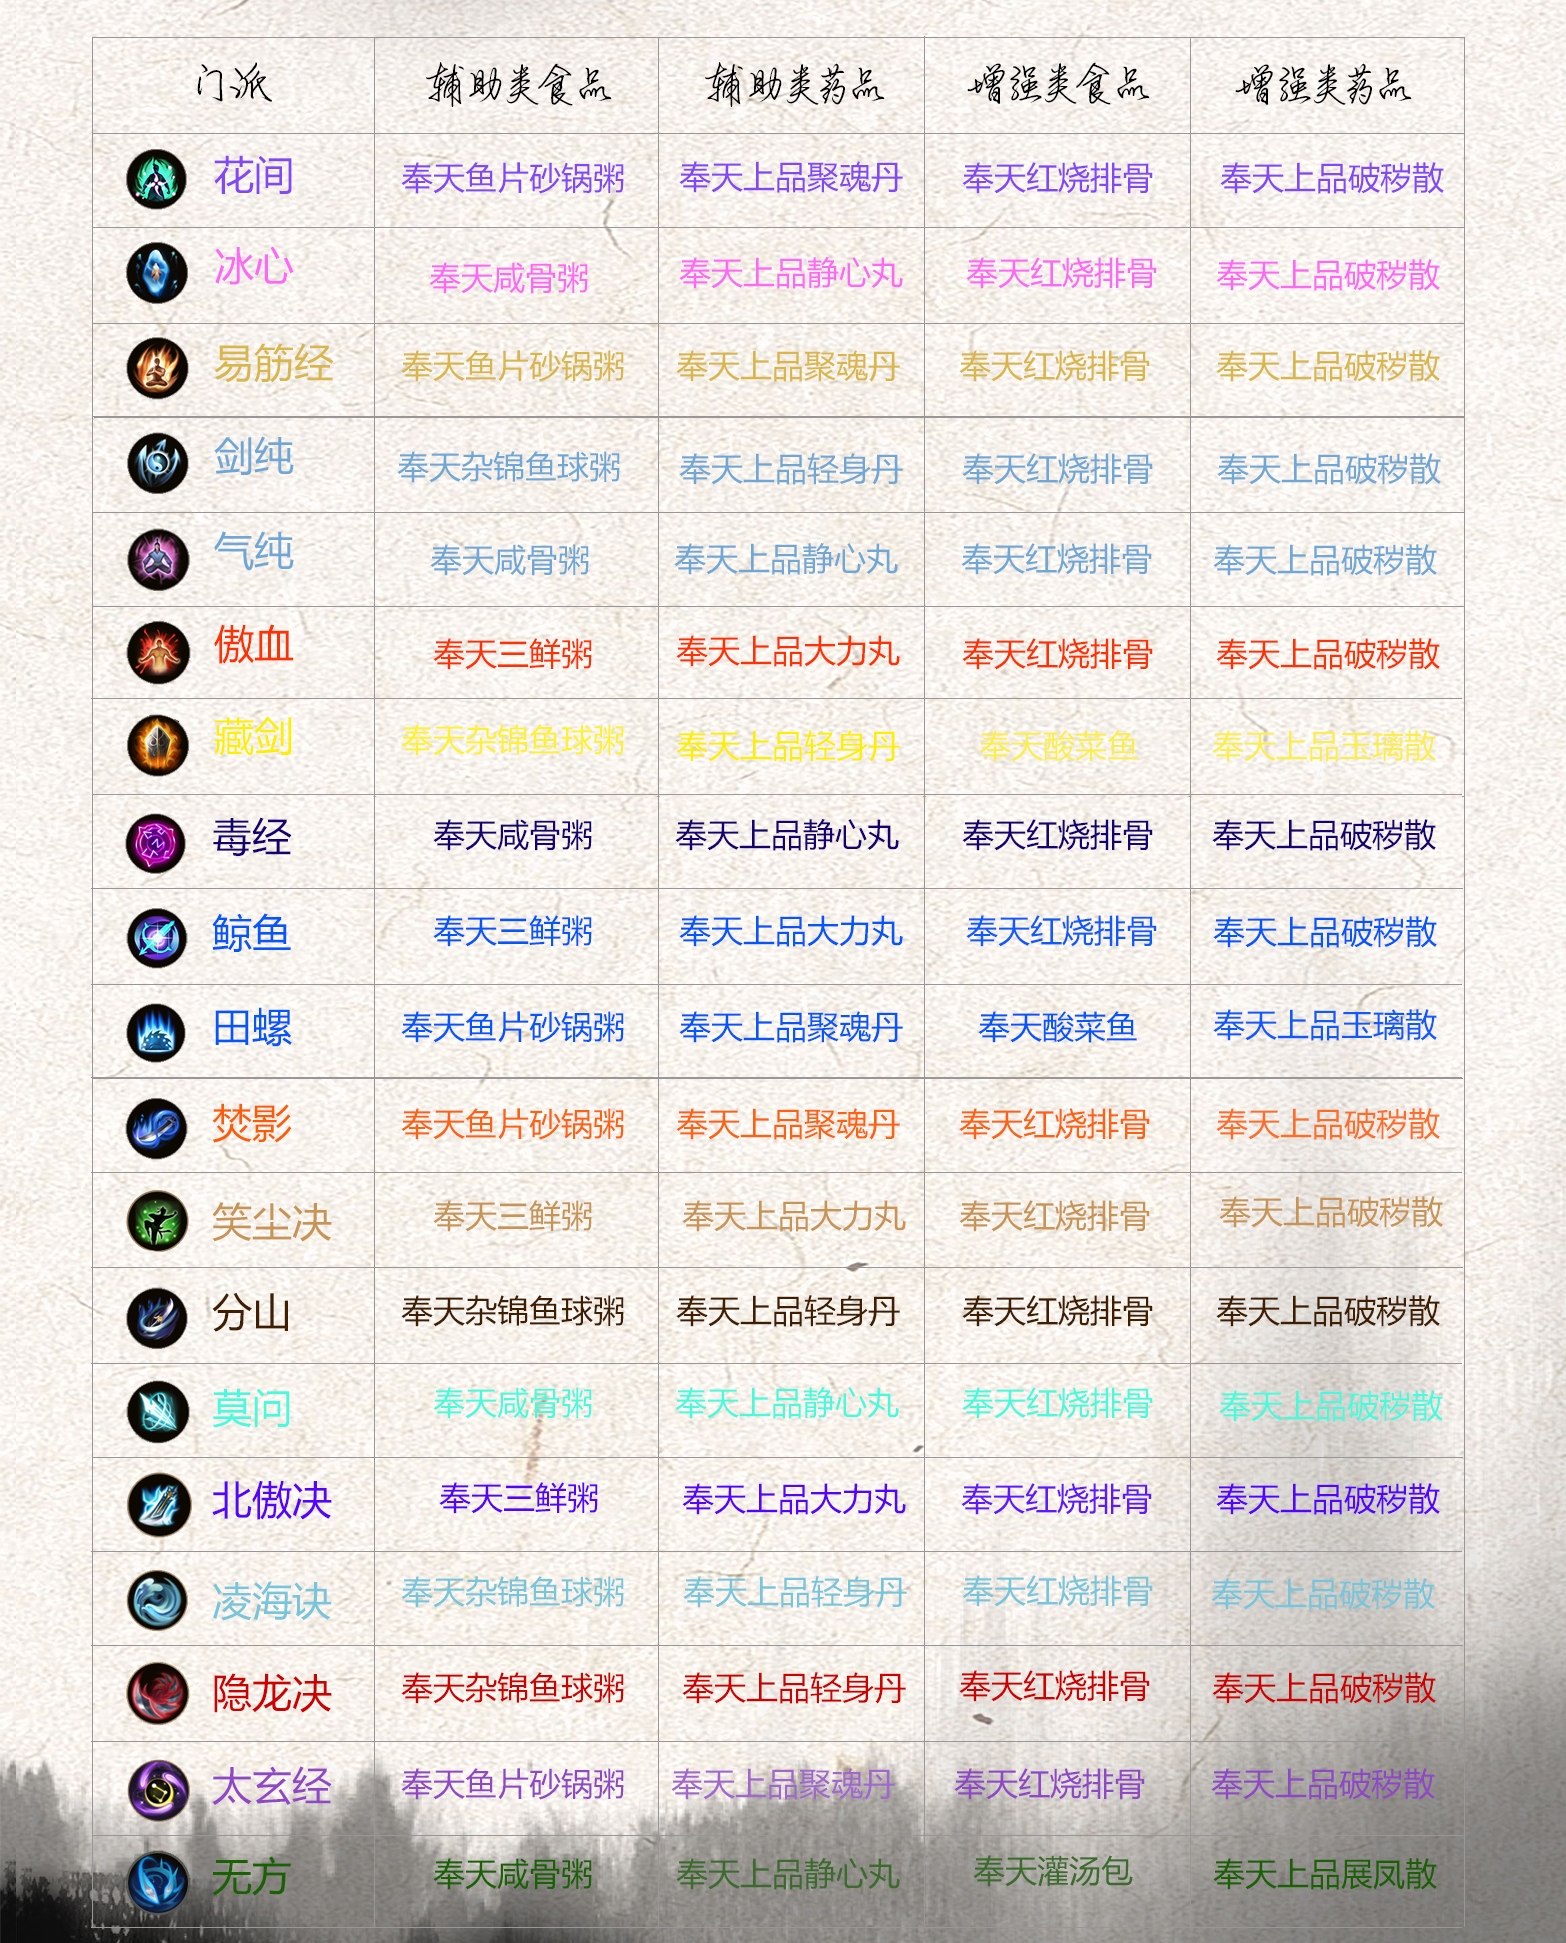 门派 辅助类食品 辅助类药品 增强类食品 增强类药品
花间 奉天鱼片砂锅粥 奉天上品聚魂丹 奉天红烧排骨 奉天上品破秽散
冰心 奉天咸骨粥 奉天上品静心丸 奉天红烧排骨 奉天上品破秽散
易筋经 奉天鱼片砂锅粥 奉天上品聚魂丹 奉天红烧排骨 奉天上品破秽散
剑纯 奉天杂锦鱼球粥 奉天上品轻身丹 奉天红烧排骨 奉天上品破秽散
气纯 奉天咸骨粥 奉天上品静心丸 奉天红烧排骨 奉天上品破秽散
傲血 奉天三鲜粥 奉天上品大力丸 奉天红烧排骨 奉天上品破秽散
藏剑 奉天杂锦鱼球粥 奉天上品轻身丹 奉天酸菜鱼 奉天上品玉璃散
毒经 奉天咸骨粥 奉天上品静心丸 奉天红烧排骨 奉天上品破秽散
鲸鱼 奉天三鲜粥 奉天上品大力丸 奉天红烧排骨 奉天上品破秽散
田螺 奉天鱼片砂锅粥 奉天上品聚魂丹 奉天酸菜鱼 奉天上品玉璃散
焚影 奉天鱼片砂锅粥 奉天上品聚魂丹 奉天红烧排骨 奉天上品破秽散
笑尘决 奉天三鲜粥 奉天上品大力丸 奉天红烧排骨 奉天上品破秽散
分山 奉天杂锦鱼球粥 奉天上品轻身丹 奉天红烧排骨 奉天上品破秽散
莫问 奉天咸骨粥 奉天上品静心丸 奉天红烧排骨 奉天上品破秽散
北傲决 奉天三鲜粥 奉天上品大力丸 奉天红烧排骨 奉天上品破秽散
凌海诀 奉天杂锦鱼球粥 奉天上品轻身丹 奉天红烧排骨 奉天上品破秽散
隐龙决 奉天杂锦鱼球粥 奉天上品轻身丹 奉天红烧排骨 奉天上品破秽散
太玄经 奉天鱼片砂锅粥 奉天上品聚魂丹 奉天红烧排骨 奉天上品破秽散
无方 奉天咸骨粥 奉天上品静心丸 奉天灌汤包 奉天上品展凤散